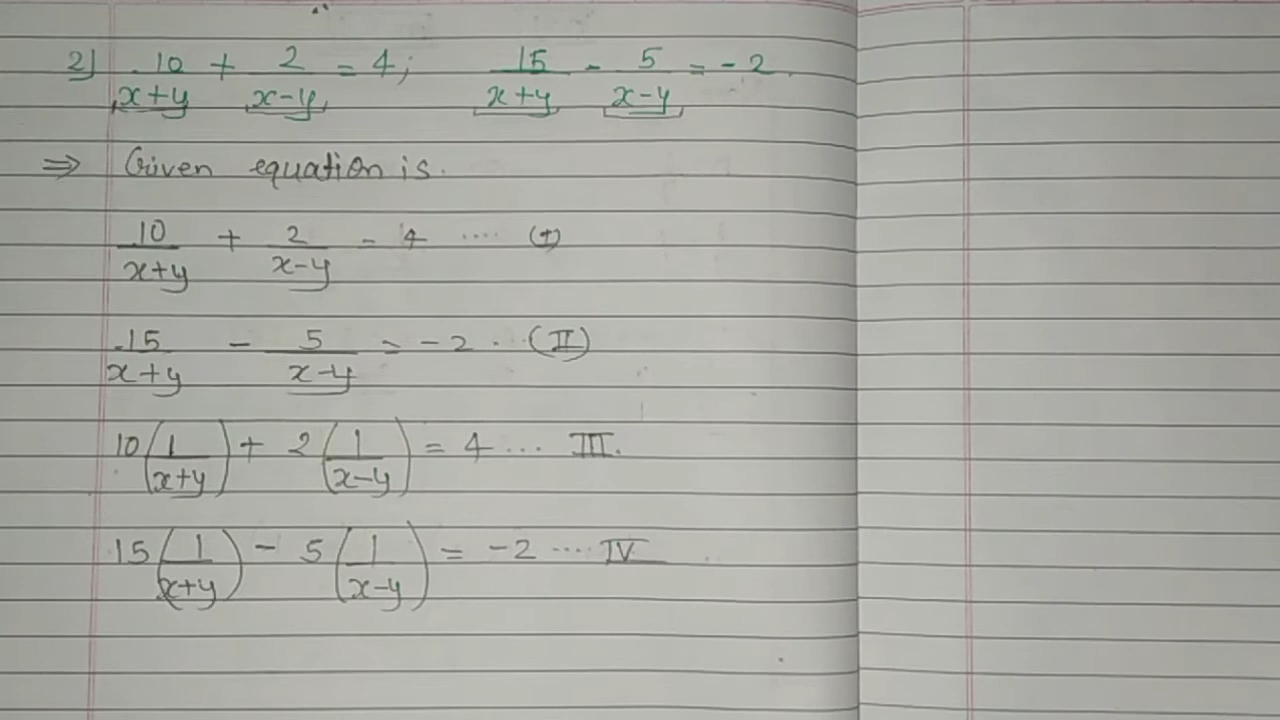 2] 10/(x+y) + 2/(x-y) = 4; 15/(x+y) - 5/(x-y) = -2.
⇒ Given equation is.
10/(x+y) + 2/(x-y) = 4 .... (I)
15/(x+y) - 5/(x-y) = -2 ... (II)
10(1/(x+y)) + 2(1/(x-y)) = 4 ... III.
15(1/(x+y)) - 5(1/(x-y)) = -2 .... IV